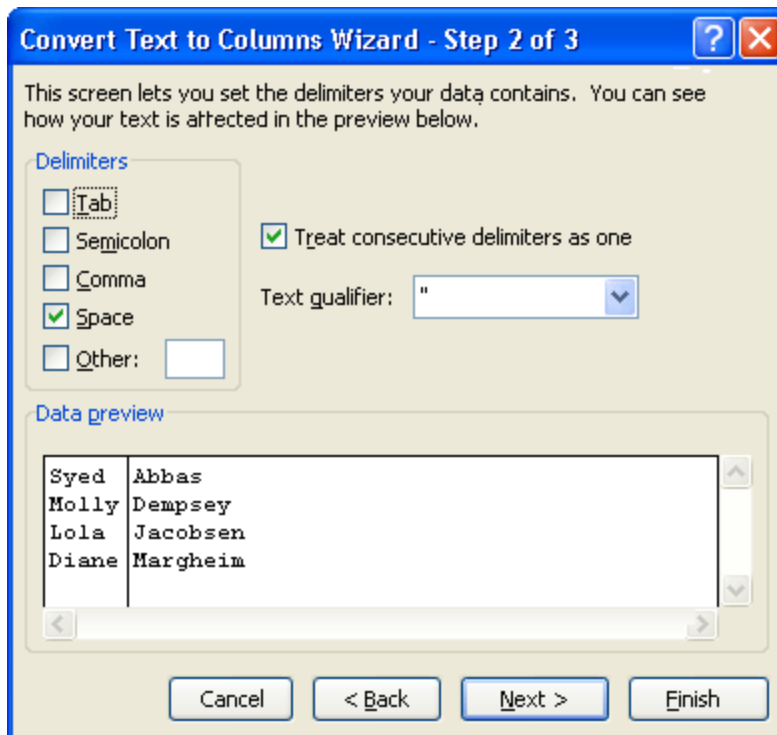 Convert Text to Columns Wizard - Step 2 of 3
This screen lets you set the delimiters your data contains. You can see
how your text is affected in the preview below.
Delimiters
Tab
Semicolon
Treat consecutive delimiters as one
Comma
Text qualifier: "
Space
Other:
Data preview
Syed Abbas
Molly Dempsey
Lola Jacobsen
Diane Margheim
Cancel < Back Next > Finish